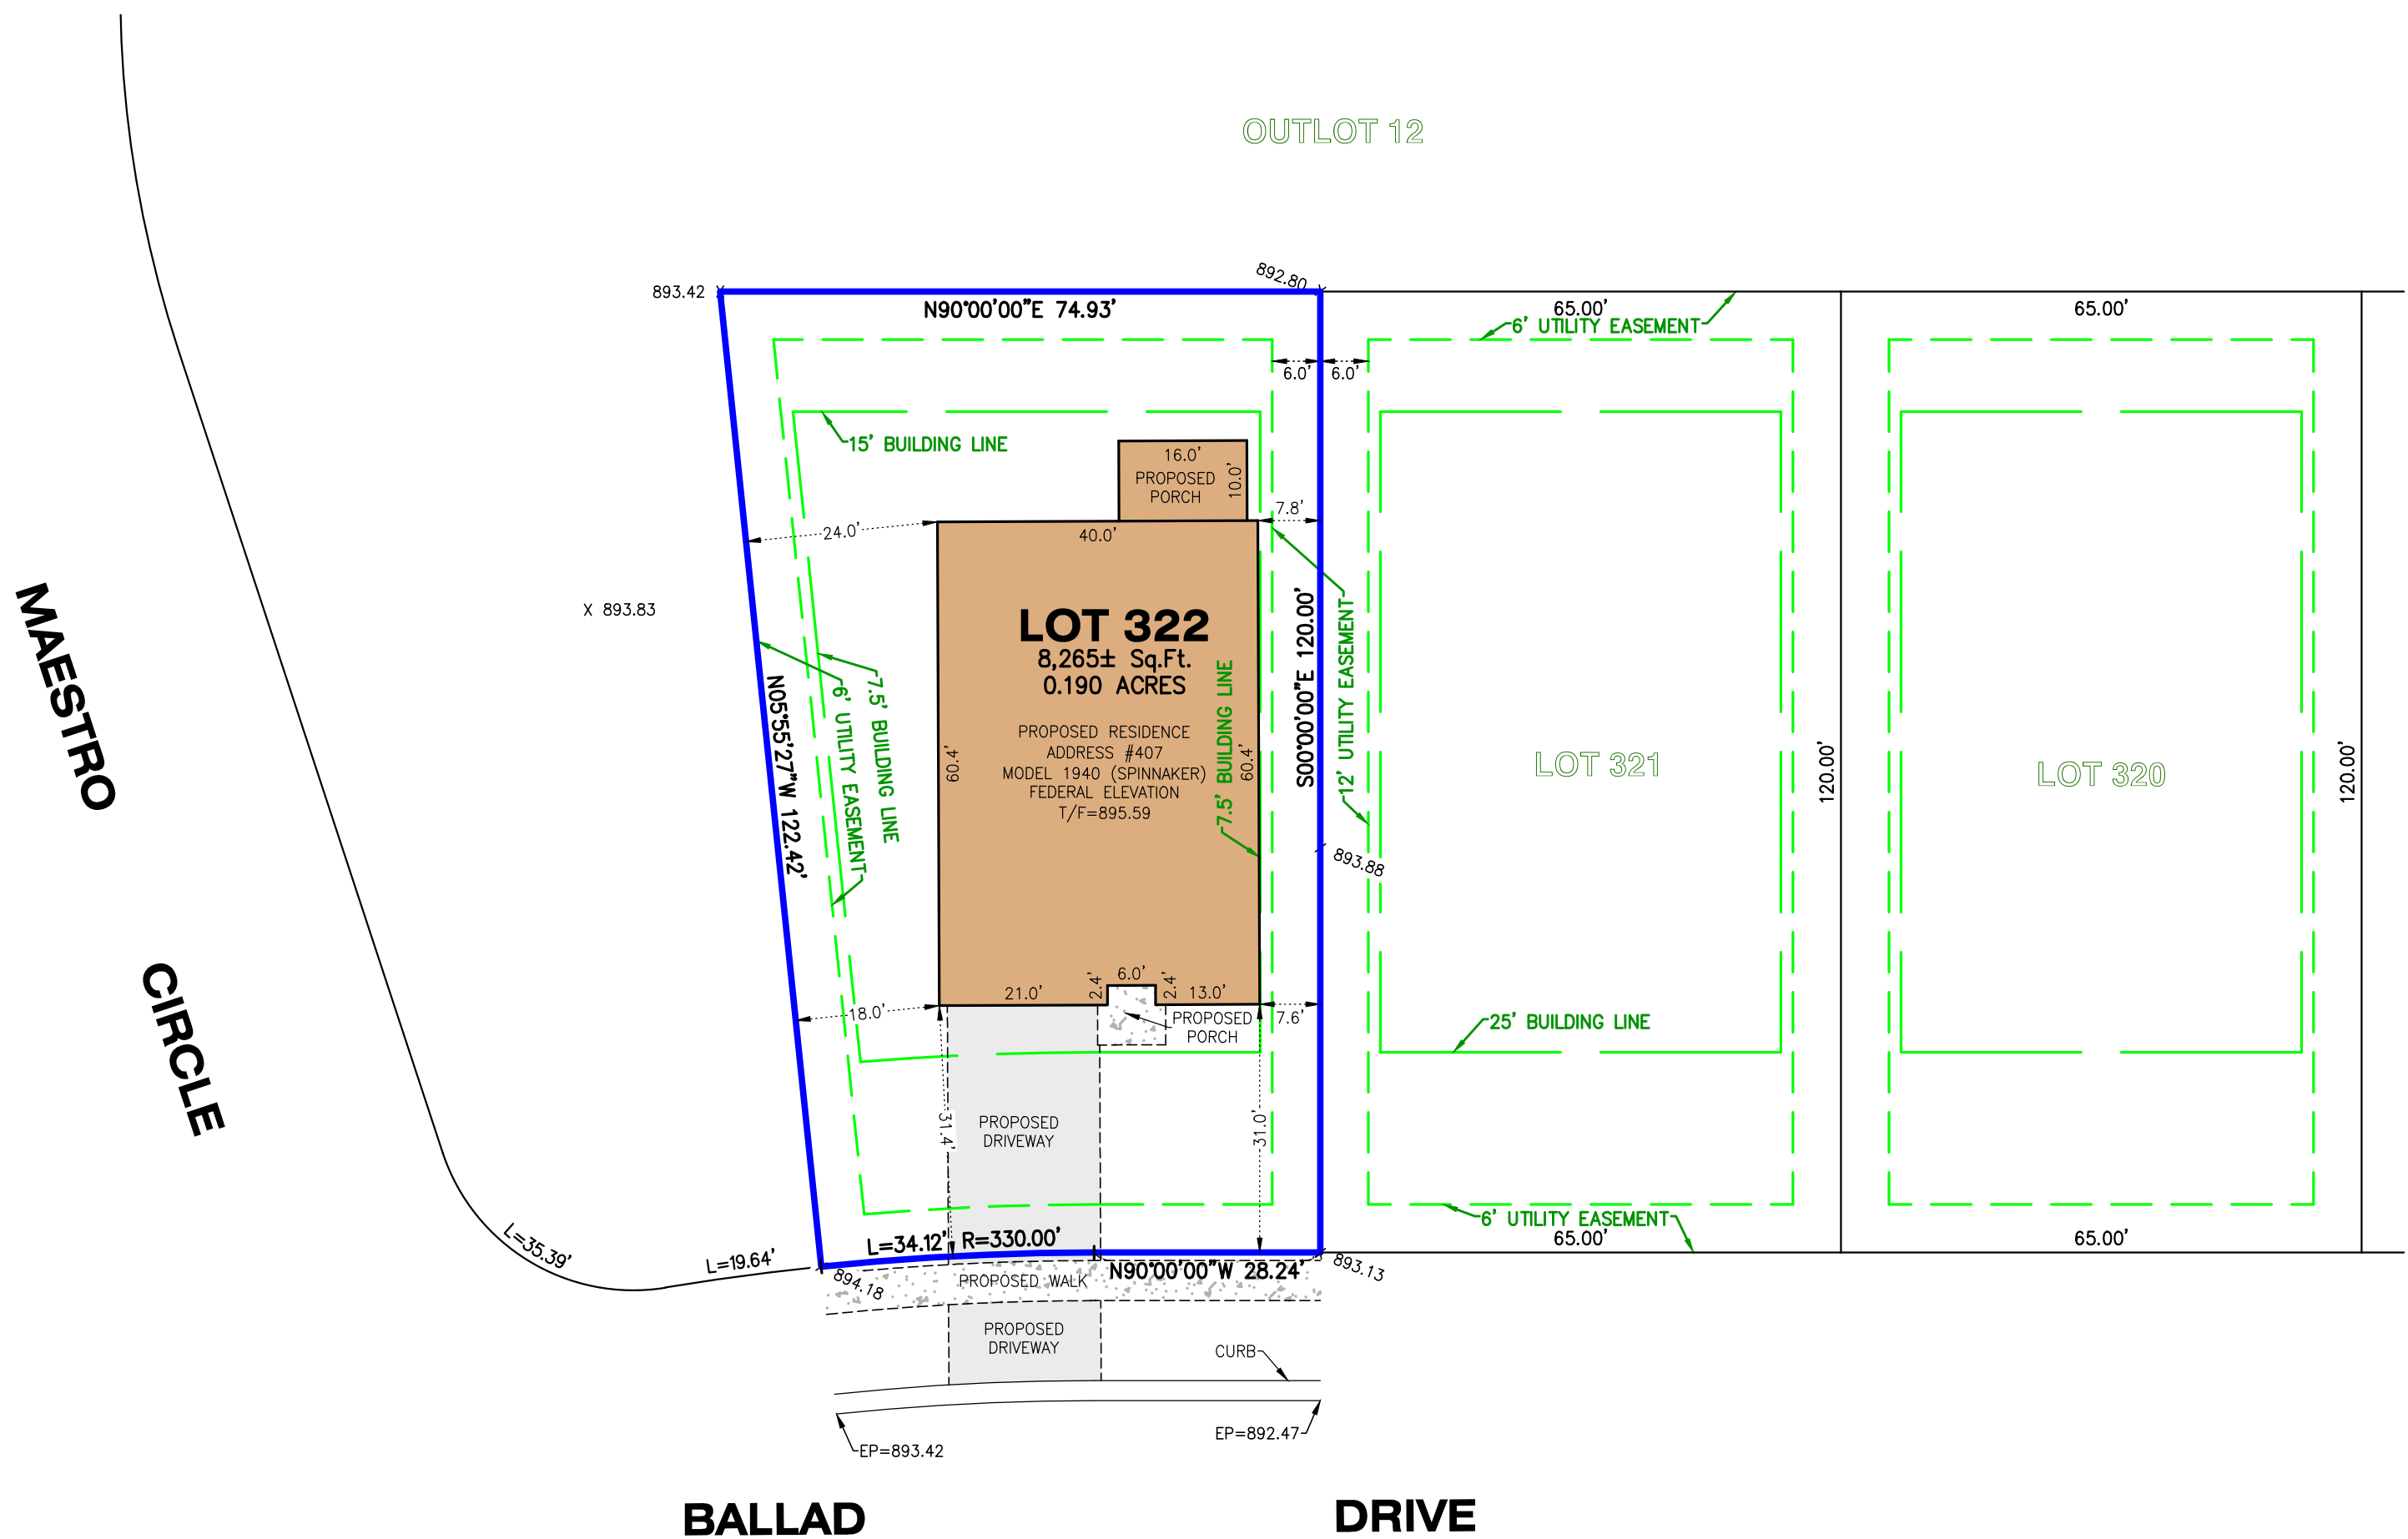 OUTLOT 12
893.42
892.80
N90°00'00"E 74.93'
65.00'
65.00'
6' UTILITY EASEMENT
6.0'
6.0'
15' BUILDING LINE
16.0'
PROPOSED
PORCH
10.0'
7.8'
24.0'
40.0'
X 893.83
LOT 322
8,265± Sq.Ft.
0.190 ACRES
PROPOSED RESIDENCE
ADDRESS #407
MODEL 1940 (SPINNAKER)
FEDERAL ELEVATION
T/F=895.59
60.4'
60.4'
7.5' BUILDING LINE
S00°00'00"E 120.00'
12' UTILITY EASEMENT
N05°55'27"W 122.42'
6' UTILITY EASEMENT
7.5' BUILDING LINE
MAESTRO
CIRCLE
LOT 321
120.00'
LOT 320
120.00'
893.88
21.0'
2.4'
6.0'
2.4'
13.0'
18.0'
PROPOSED
PORCH
7.6'
25' BUILDING LINE
31.4'
PROPOSED
DRIVEWAY
31.0'
6' UTILITY EASEMENT
65.00'
65.00'
L=35.39'
L=19.64'
L=34.12' R=330.00'
N90°00'00"W 28.24'
893.13
894.18
PROPOSED WALK
PROPOSED
DRIVEWAY
CURB
EP=893.42
EP=892.47
BALLAD DRIVE